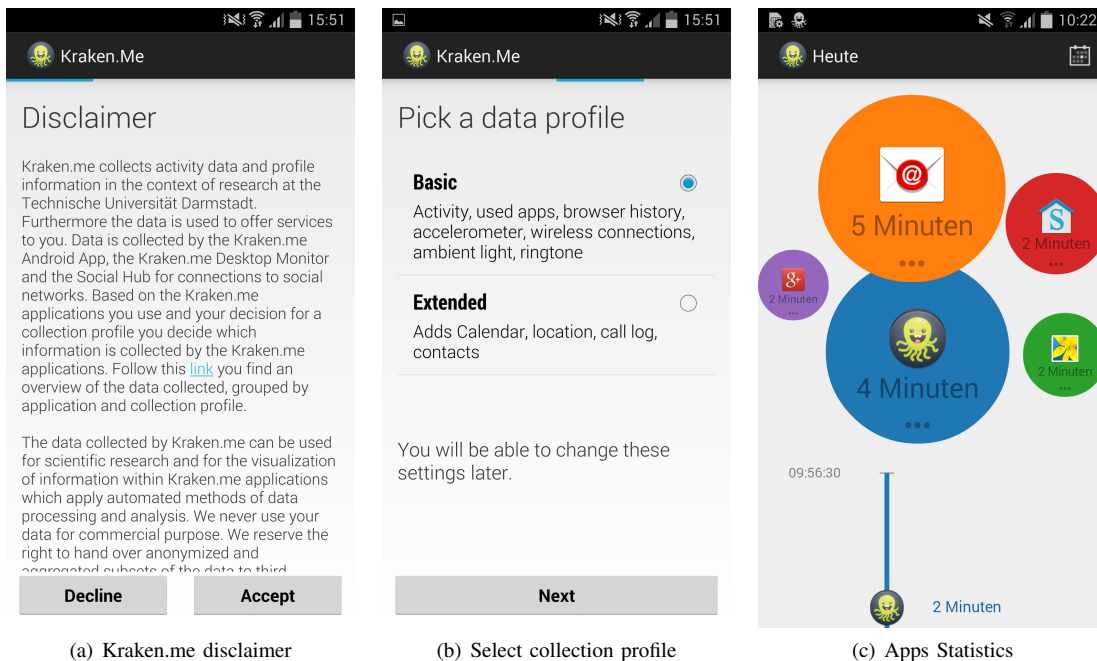 15:51
Kraken.Me
Disclaimer
Kraken.me collects activity data and profile
information in the context of research at the
Technische Universität Darmstadt.
Furthermore the data is used to offer services
to you. Data is collected by the Kraken.me
Android App, the Kraken.me Desktop Monitor
and the Social Hub for connections to social
networks. Based on the Kraken.me
applications you use and your decision for a
collection profile you decide which
information is collected by the Kraken.me
applications. Follow this link you find an
overview of the data collected, grouped by
application and collection profile.
The data collected by Kraken.me can be used
for scientific research and for the visualization
of information within Kraken.me applications
which apply automated methods of data
processing and analysis. We never use your
data for commercial purpose. We reserve the
right to hand over anonymized and
aggregated subsets of the data to third
Decline
Accept
(a) Kraken.me disclaimer
15:51
Kraken.Me
Pick a data profile
Basic
Activity, used apps, browser history,
accelerometer, wireless connections,
ambient light, ringtone
Extended
Adds Calendar, location, call log,
contacts
You will be able to change these
settings later.
Next
(b) Select collection profile
10:22
Heute
@
5 Minuten
S
2 Minuten
8+
2 Minuten
4 Minuten
2 Minuten
09:56:30
2 Minuten
(c) Apps Statistics